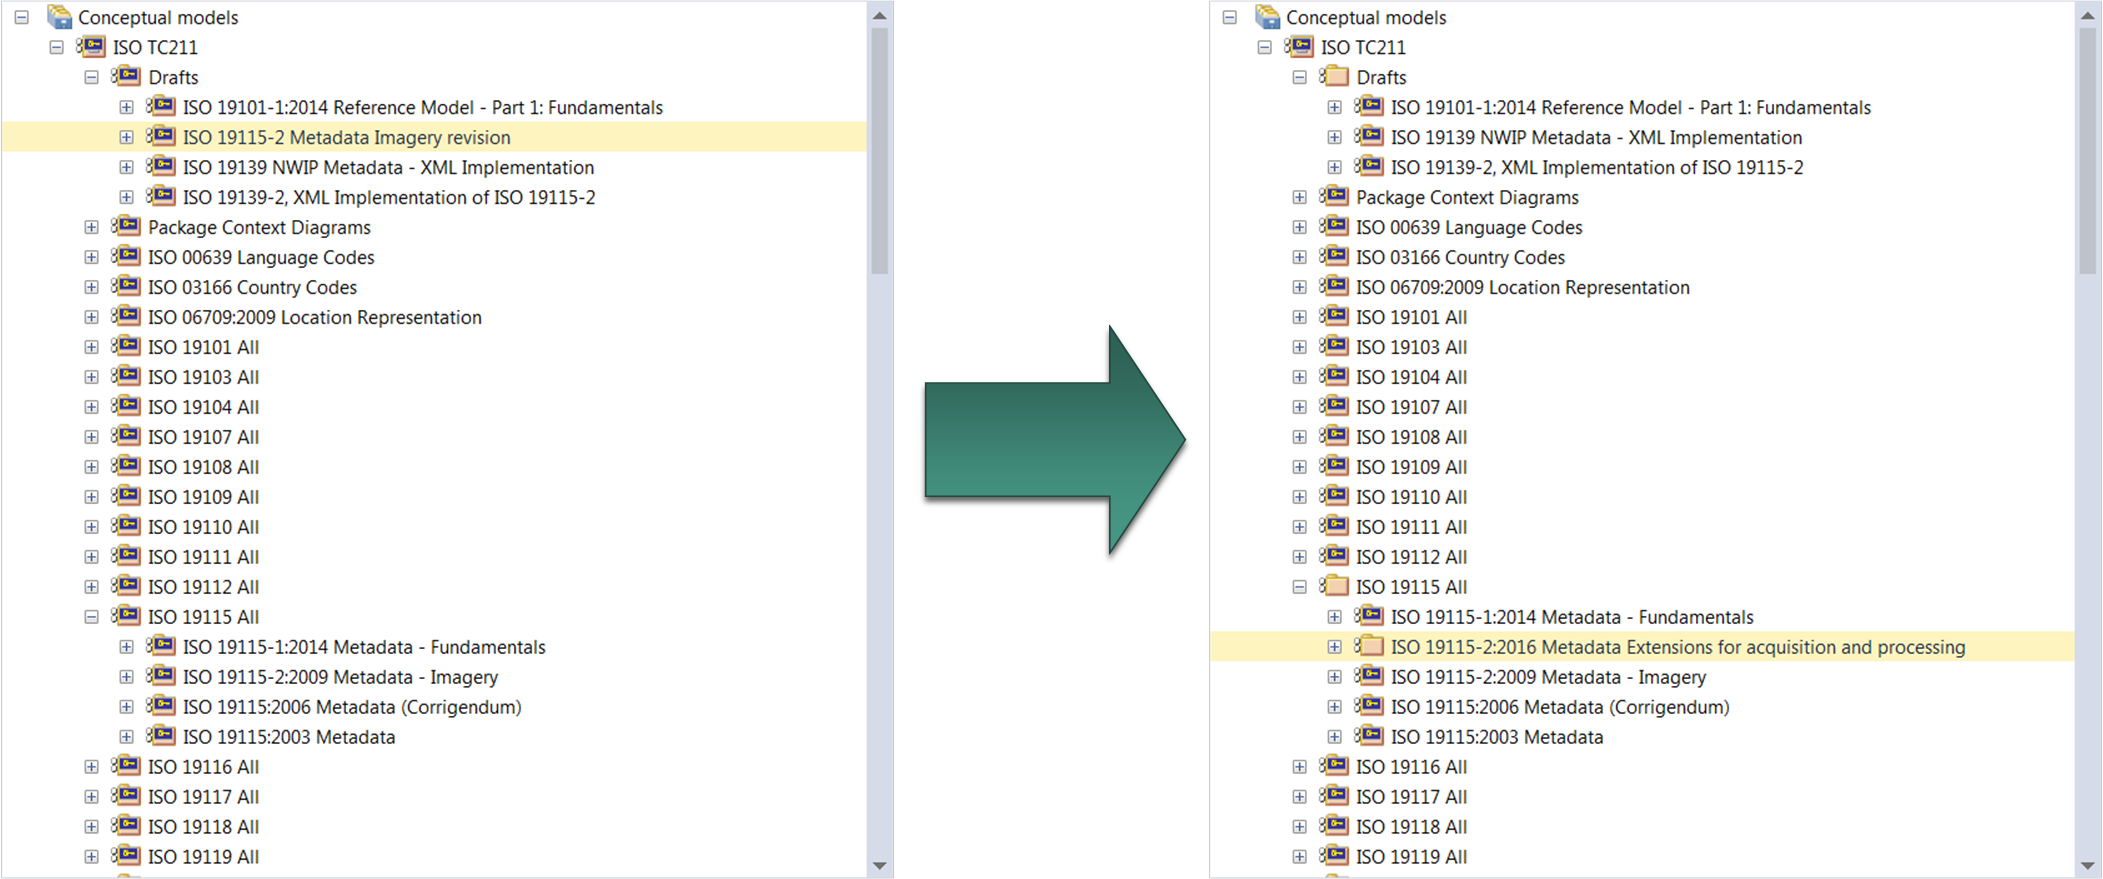 Conceptual models
ISO TC211
Drafts
ISO 19101-1:2014 Reference Model - Part 1: Fundamentals
ISO 19115-2 Metadata Imagery revision
ISO 19139 NWIP Metadata - XML Implementation
ISO 19139-2, XML Implementation of ISO 19115-2
Package Context Diagrams
ISO 00639 Language Codes
ISO 03166 Country Codes
ISO 06709:2009 Location Representation
ISO 19101 All
ISO 19103 All
ISO 19104 All
ISO 19107 All
ISO 19108 All
ISO 19109 All
ISO 19110 All
ISO 19111 All
ISO 19112 All
ISO 19115 All
ISO 19115-1:2014 Metadata - Fundamentals
ISO 19115-2:2009 Metadata - Imagery
ISO 19115:2006 Metadata (Corrigendum)
ISO 19115:2003 Metadata
ISO 19116 All
ISO 19117 All
ISO 19118 All
ISO 19119 All
Conceptual models
ISO TC211
Drafts
ISO 19101-1:2014 Reference Model - Part 1: Fundamentals
ISO 19139 NWIP Metadata - XML Implementation
ISO 19139-2, XML Implementation of ISO 19115-2
Package Context Diagrams
ISO 00639 Language Codes
ISO 03166 Country Codes
ISO 06709:2009 Location Representation
ISO 19101 All
ISO 19103 All
ISO 19104 All
ISO 19107 All
ISO 19108 All
ISO 19109 All
ISO 19110 All
ISO 19111 All
ISO 19112 All
ISO 19115 All
ISO 19115-1:2014 Metadata - Fundamentals
ISO 19115-2:2016 Metadata Extensions for acquisition and processing
ISO 19115-2:2009 Metadata - Imagery
ISO 19115:2006 Metadata (Corrigendum)
ISO 19115:2003 Metadata
ISO 19116 All
ISO 19117 All
ISO 19118 All
ISO 19119 All